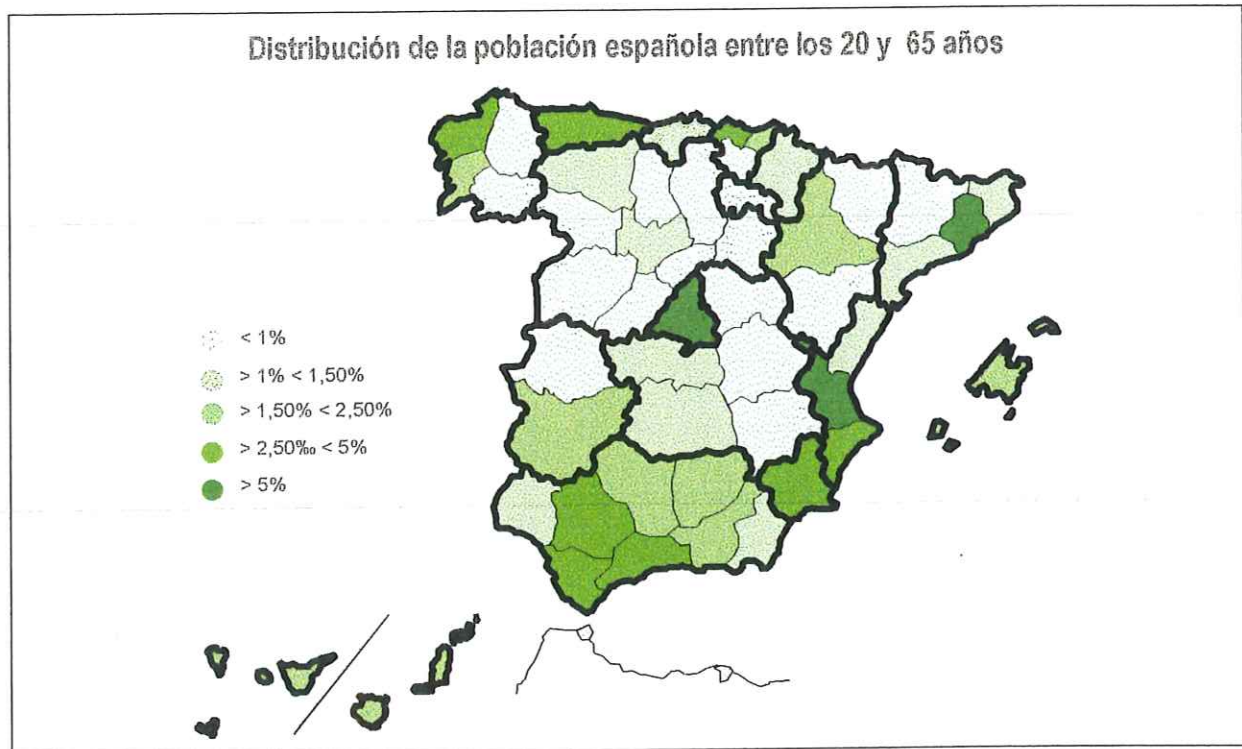 Distribución de la población española entre los 20 y 65 años
< 1%
> 1% < 1,50%
> 1,50% < 2,50%
> 2,50‰ < 5%
> 5%